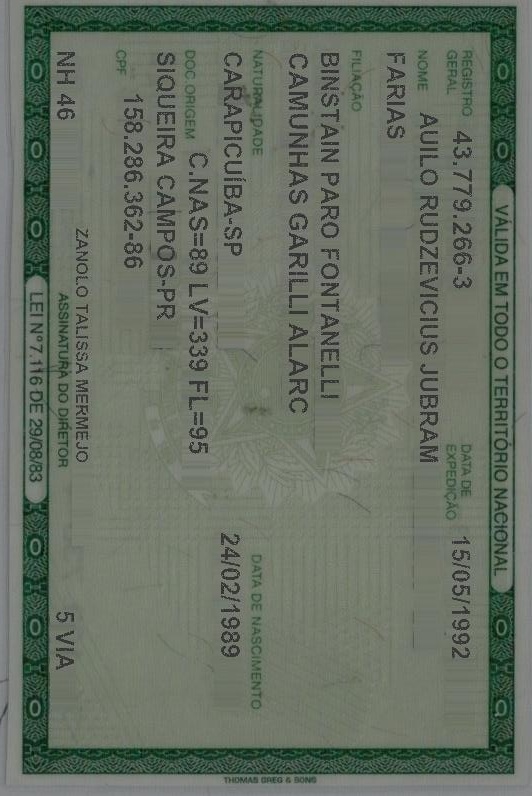 VÁLIDA EM TODO O TERRITÓRIO NACIONAL
REGISTRO GERAL 43.779.266-3 DATA DE EXPEDIÇÃO 15/05/1992
NOME AUILO RUDZEVICIUS JUBRAM
FARIAS
FILIAÇÃO
BINSTAIN PARO FONTANELLI
CAMUNHAS GARILLI ALARC
NATURALIDADE DATA DE NASCIMENTO
CARAPICUÍBA-SP 24/02/1989
DOC ORIGEM C.NAS=89 LV=339 FL=95
SIQUEIRA CAMPOS-PR
CPF 158.286.362-86
ZANOLO TALISSA MERMEJO
NH 46 ASSINATURA DO DIRETOR 5 VIA
LEI Nº 7.116 DE 29/08/83
THOMAS GREG & SONS